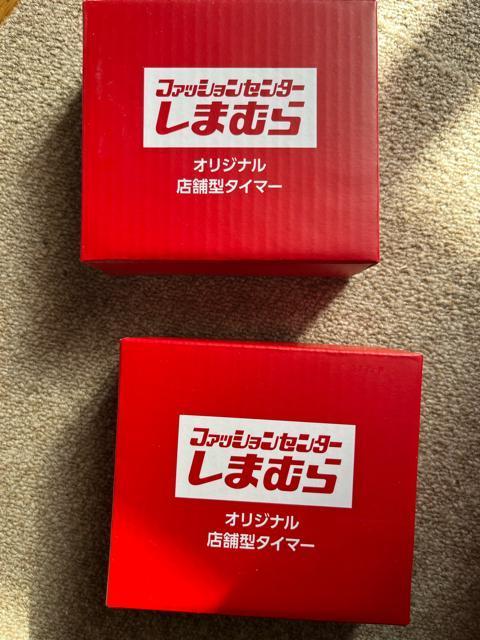 ファッションセンター
しまむら
オリジナル
店舗型タイマー
ファッションセンター
しまむら
オリジナル
店舗型タイマー